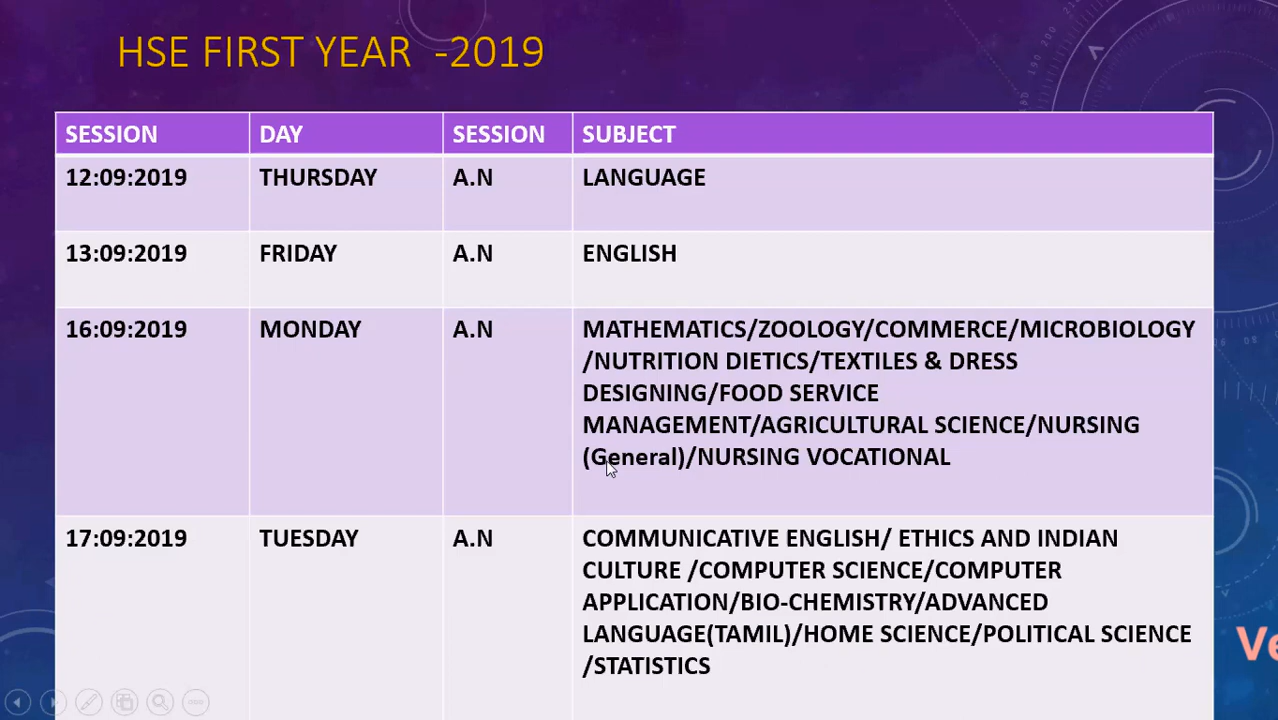 HSE FIRST YEAR -2019
SESSION DAY SESSION SUBJECT
12:09:2019 THURSDAY A.N LANGUAGE
13:09:2019 FRIDAY A.N ENGLISH
16:09:2019 MONDAY A.N MATHEMATICS/ZOOLOGY/COMMERCE/MICROBIOLOGY
/NUTRITION DIETICS/TEXTILES & DRESS
DESIGNING/FOOD SERVICE
MANAGEMENT/AGRICULTURAL SCIENCE/NURSING
(General)/NURSING VOCATIONAL
17:09:2019 TUESDAY A.N COMMUNICATIVE ENGLISH/ ETHICS AND INDIAN
CULTURE /COMPUTER SCIENCE/COMPUTER
APPLICATION/BIO-CHEMISTRY/ADVANCED
LANGUAGE(TAMIL)/HOME SCIENCE/POLITICAL SCIENCE
/STATISTICS